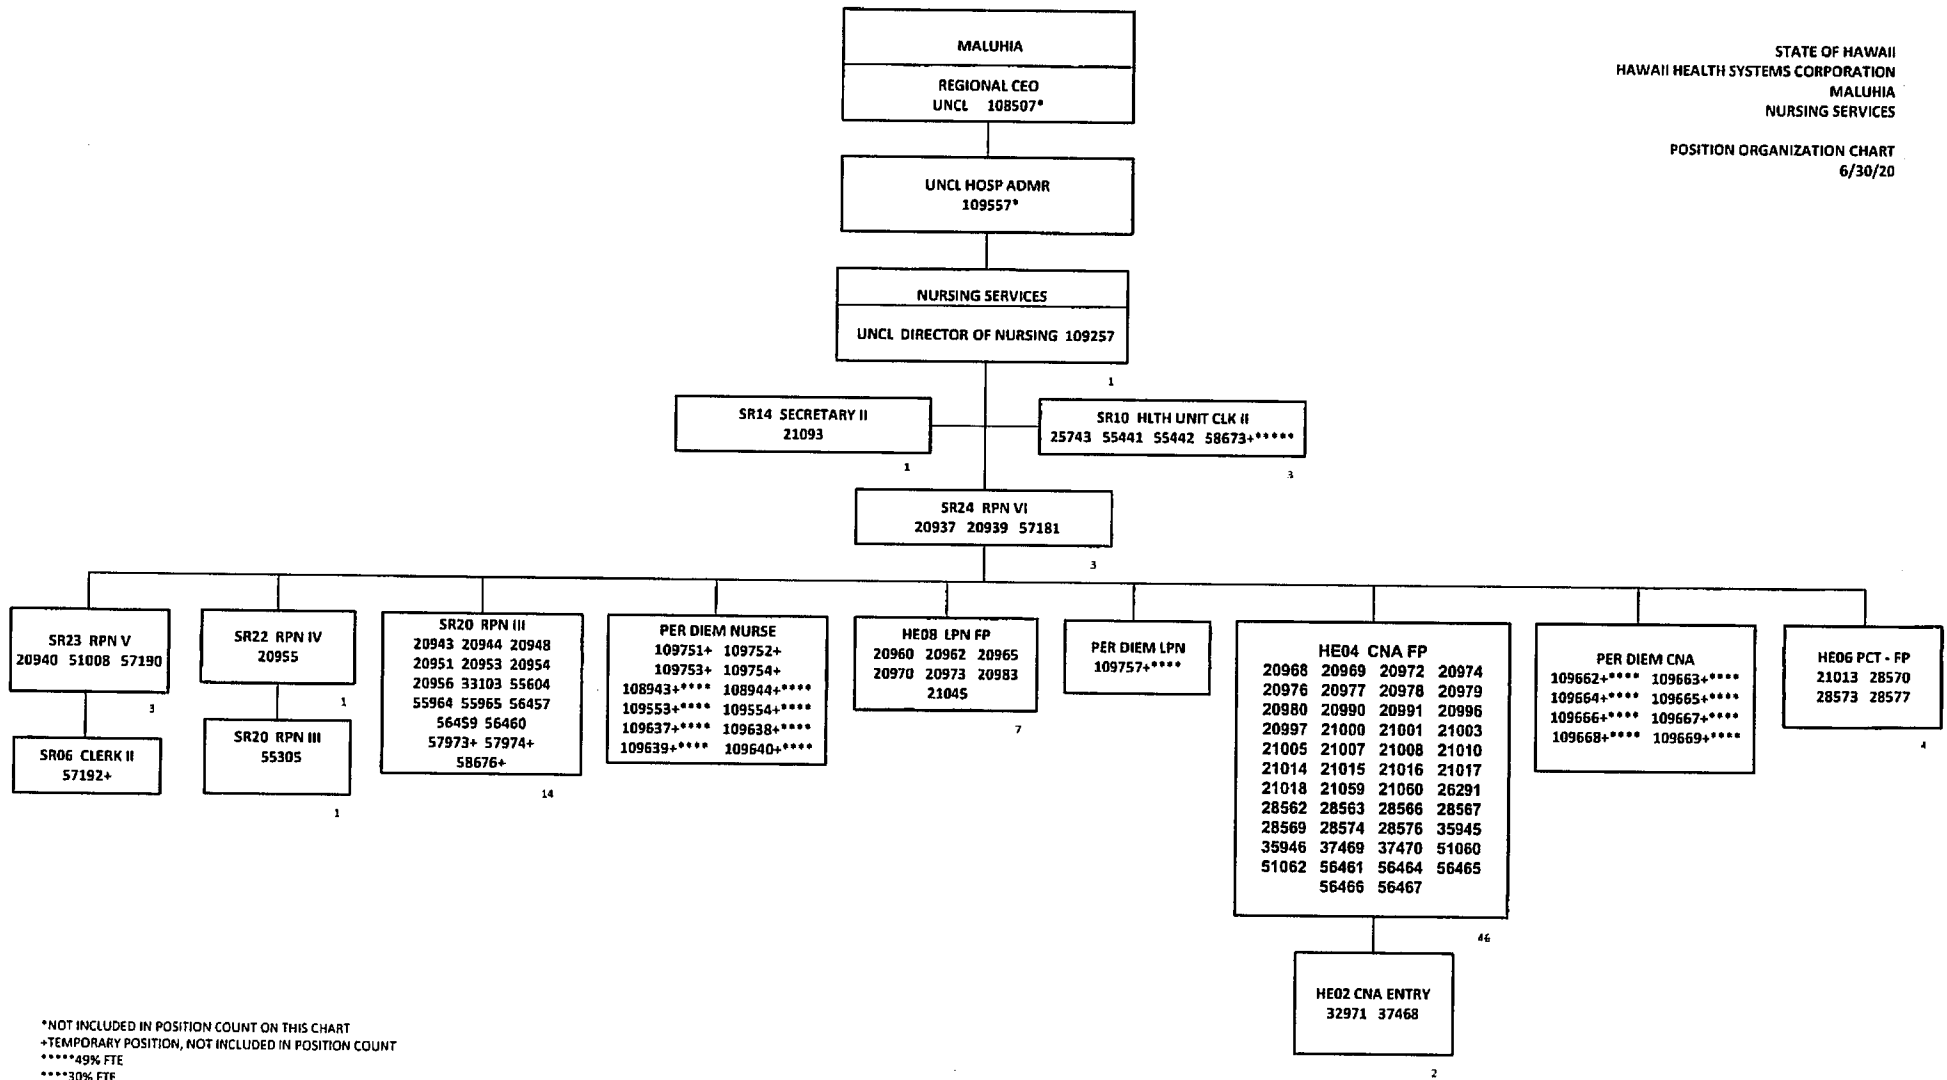 STATE OF HAWAII
HAWAII HEALTH SYSTEMS CORPORATION
MALUHIA
NURSING SERVICES
POSITION ORGANIZATION CHART
6/30/20
MALUHIA
REGIONAL CEO
UNCL 108507*
UNCL HOSP ADMR
109557*
NURSING SERVICES
UNCL DIRECTOR OF NURSING 109257
1
SR14 SECRETARY II
21093
1
SR10 HLTH UNIT CLK II
25743 55441 55442 58673+*****
3
SR24 RPN VI
20937 20939 57181
3
SR23 RPN V
20940 51008 57190
3
SR06 CLERK II
57192+
SR22 RPN IV
20955
1
SR20 RPN III
55305
1
SR20 RPN III
20943 20944 20948
20951 20953 20954
20956 33103 55604
55964 55965 56457
56459 56460
57973+ 57974+
58676+
14
PER DIEM NURSE
109751+ 109752+
109753+ 109754+
108943+**** 108944+****
109553+**** 109554+****
109637+**** 109638+****
109639+**** 109640+****
HE08 LPN FP
20960 20962 20965
20970 20973 20983
21045
7
PER DIEM LPN
109757+****
HE04 CNA FP
20968 20969 20972 20974
20976 20977 20978 20979
20980 20990 20991 20996
20997 21000 21001 21003
21005 21007 21008 21010
21014 21015 21016 21017
21018 21059 21060 26291
28562 28563 28566 28567
28569 28574 28576 35945
35946 37469 37470 51060
51062 56461 56464 56465
56466 56467
46
HE02 CNA ENTRY
32971 37468
2
PER DIEM CNA
109662+**** 109663+****
109664+**** 109665+****
109666+**** 109667+****
109668+**** 109669+****
HE06 PCT - FP
21013 28570
28573 28577
4
*NOT INCLUDED IN POSITION COUNT ON THIS CHART
+TEMPORARY POSITION, NOT INCLUDED IN POSITION COUNT
*****49% FTE
****30% FTE